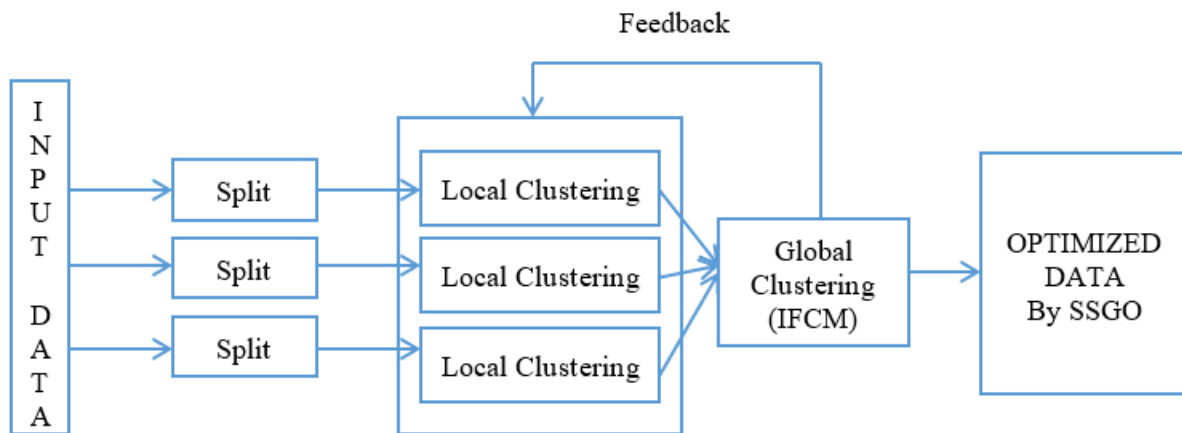 Feedback
I
N
P
U
T
D
A
T
A
Split
Local Clustering
Split
Local Clustering
Split
Local Clustering
Global
Clustering
(IFCM)
OPTIMIZED
DATA
By SSGO